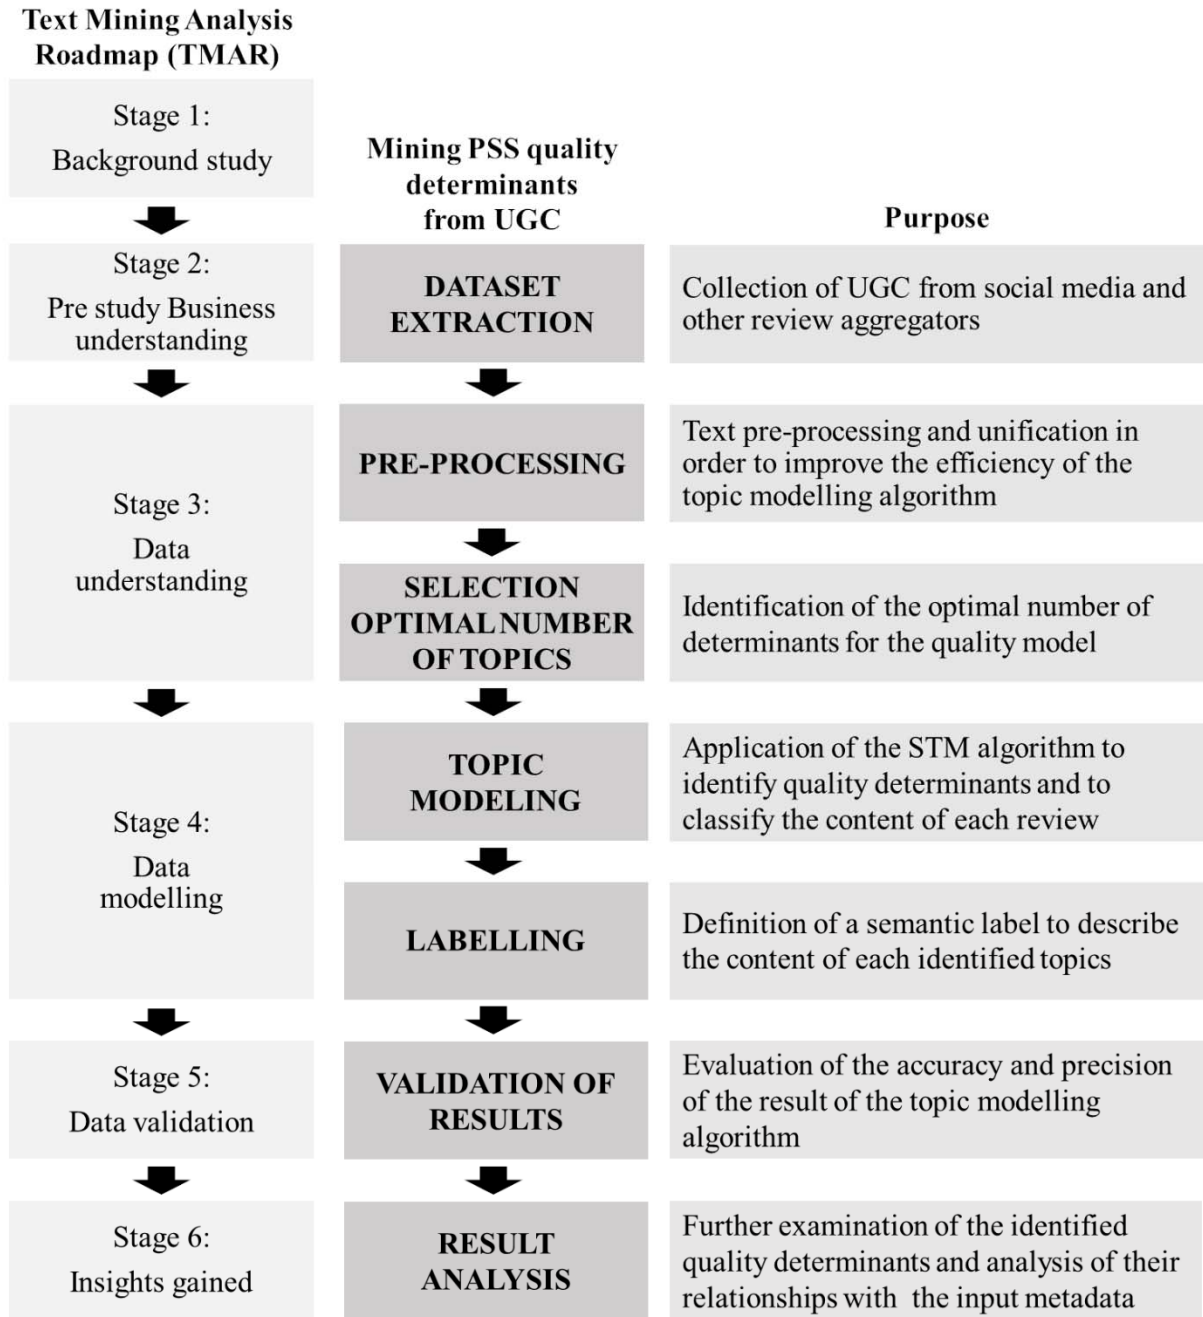 Text Mining Analysis
Roadmap (TMAR)
Stage 1:
Background study
Mining PSS quality
determinants
from UGC
Purpose
Stage 2:
Pre study Business
understanding
DATASET
EXTRACTION
Collection of UGC from social media and
other review aggregators
Stage 3:
Data
understanding
PRE-PROCESSING
Text pre-processing and unification in
order to improve the efficiency of the
topic modelling algorithm
SELECTION
OPTIMAL NUMBER
OF TOPICS
Identification of the optimal number of
determinants for the quality model
Stage 4:
Data
modelling
TOPIC
MODELING
Application of the STM algorithm to
identify quality determinants and to
classify the content of each review
LABELLING
Definition of a semantic label to describe
the content of each identified topics
Stage 5:
Data validation
VALIDATION OF
RESULTS
Evaluation of the accuracy and precision
of the result of the topic modelling
algorithm
Stage 6:
Insights gained
RESULT
ANALYSIS
Further examination of the identified
quality determinants and analysis of their
relationships with the input metadata